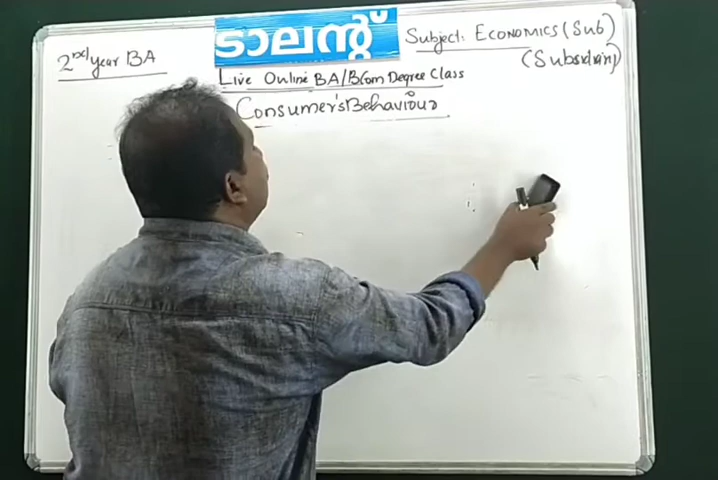 2nd year BA
ടാലന്റ്
Subject: ECONOMICS (Sub)
(Subsidiary)
Live Online BA/BCom Degree Class
Consumer's Behaviour